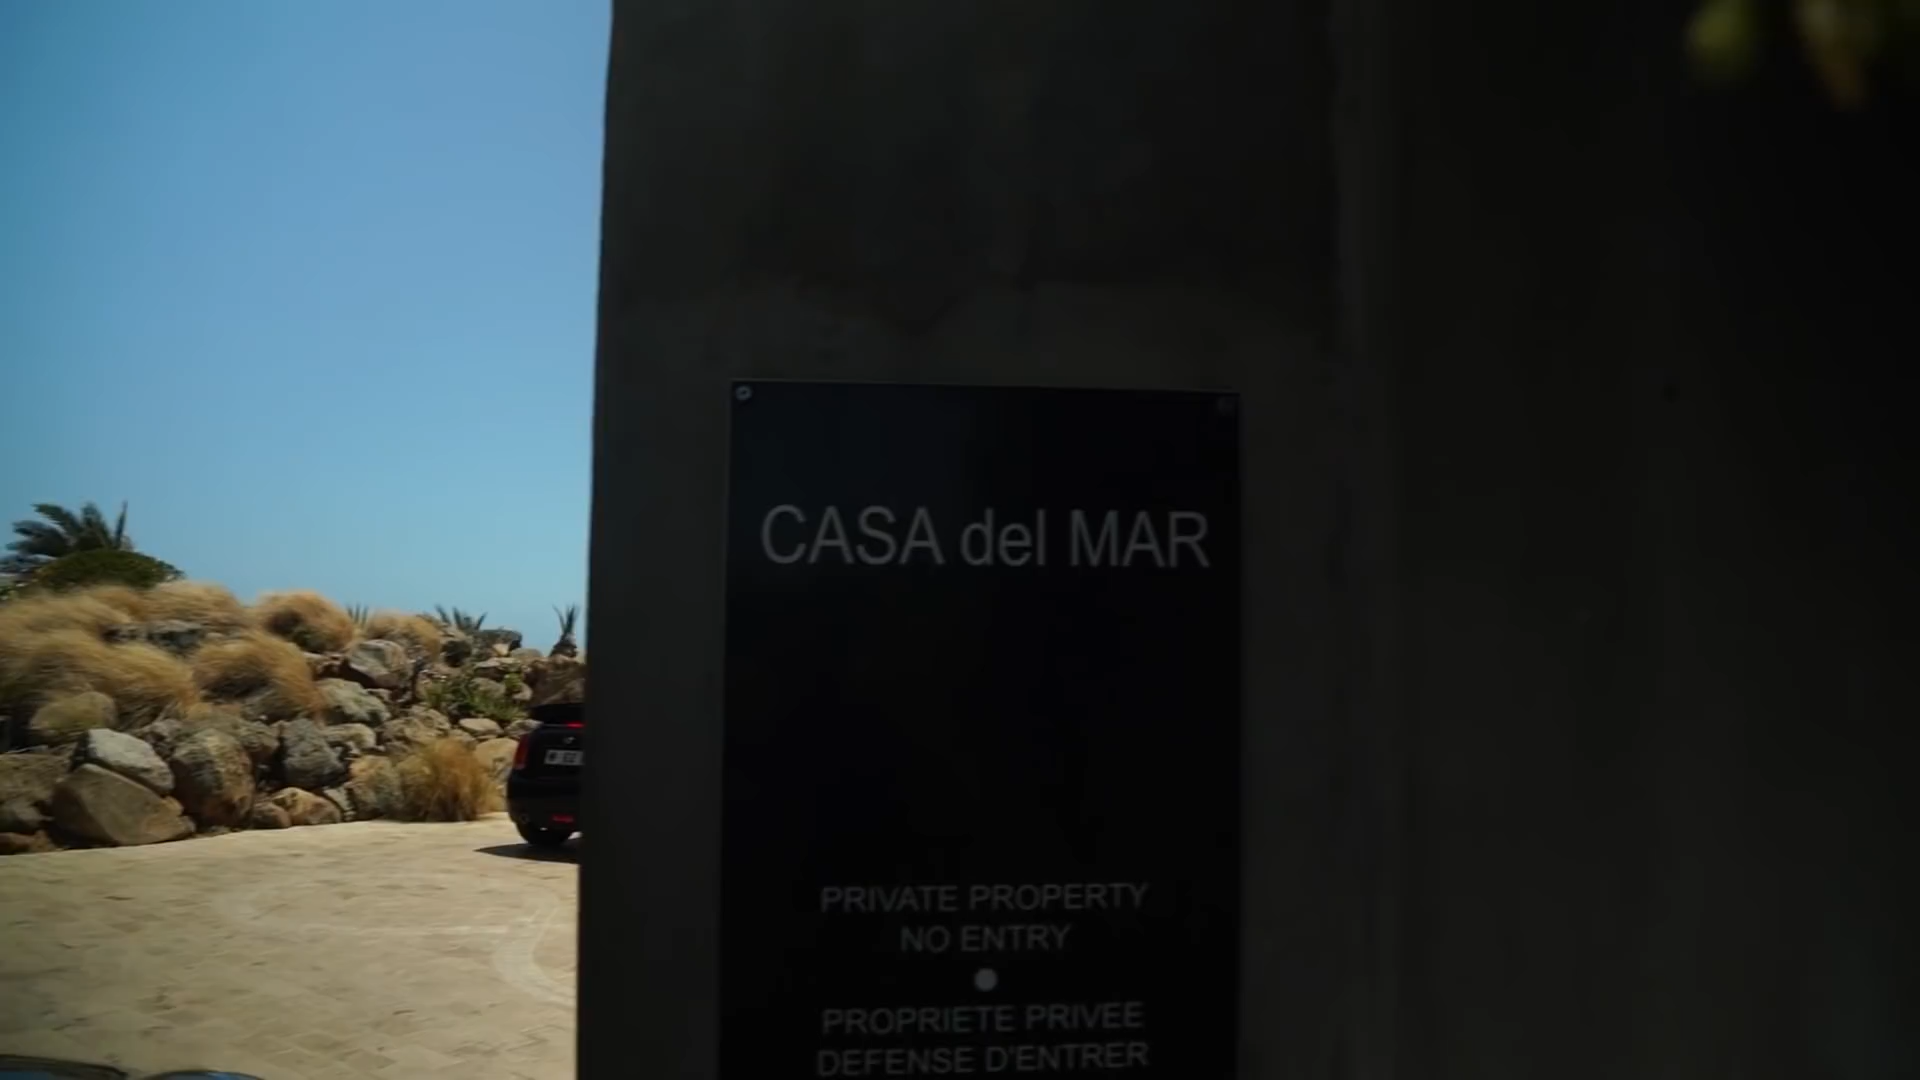 CASA del MAR
PRIVATE PROPERTY
NO ENTRY
PROPRIETE PRIVEE
DEFENSE D'ENTRER